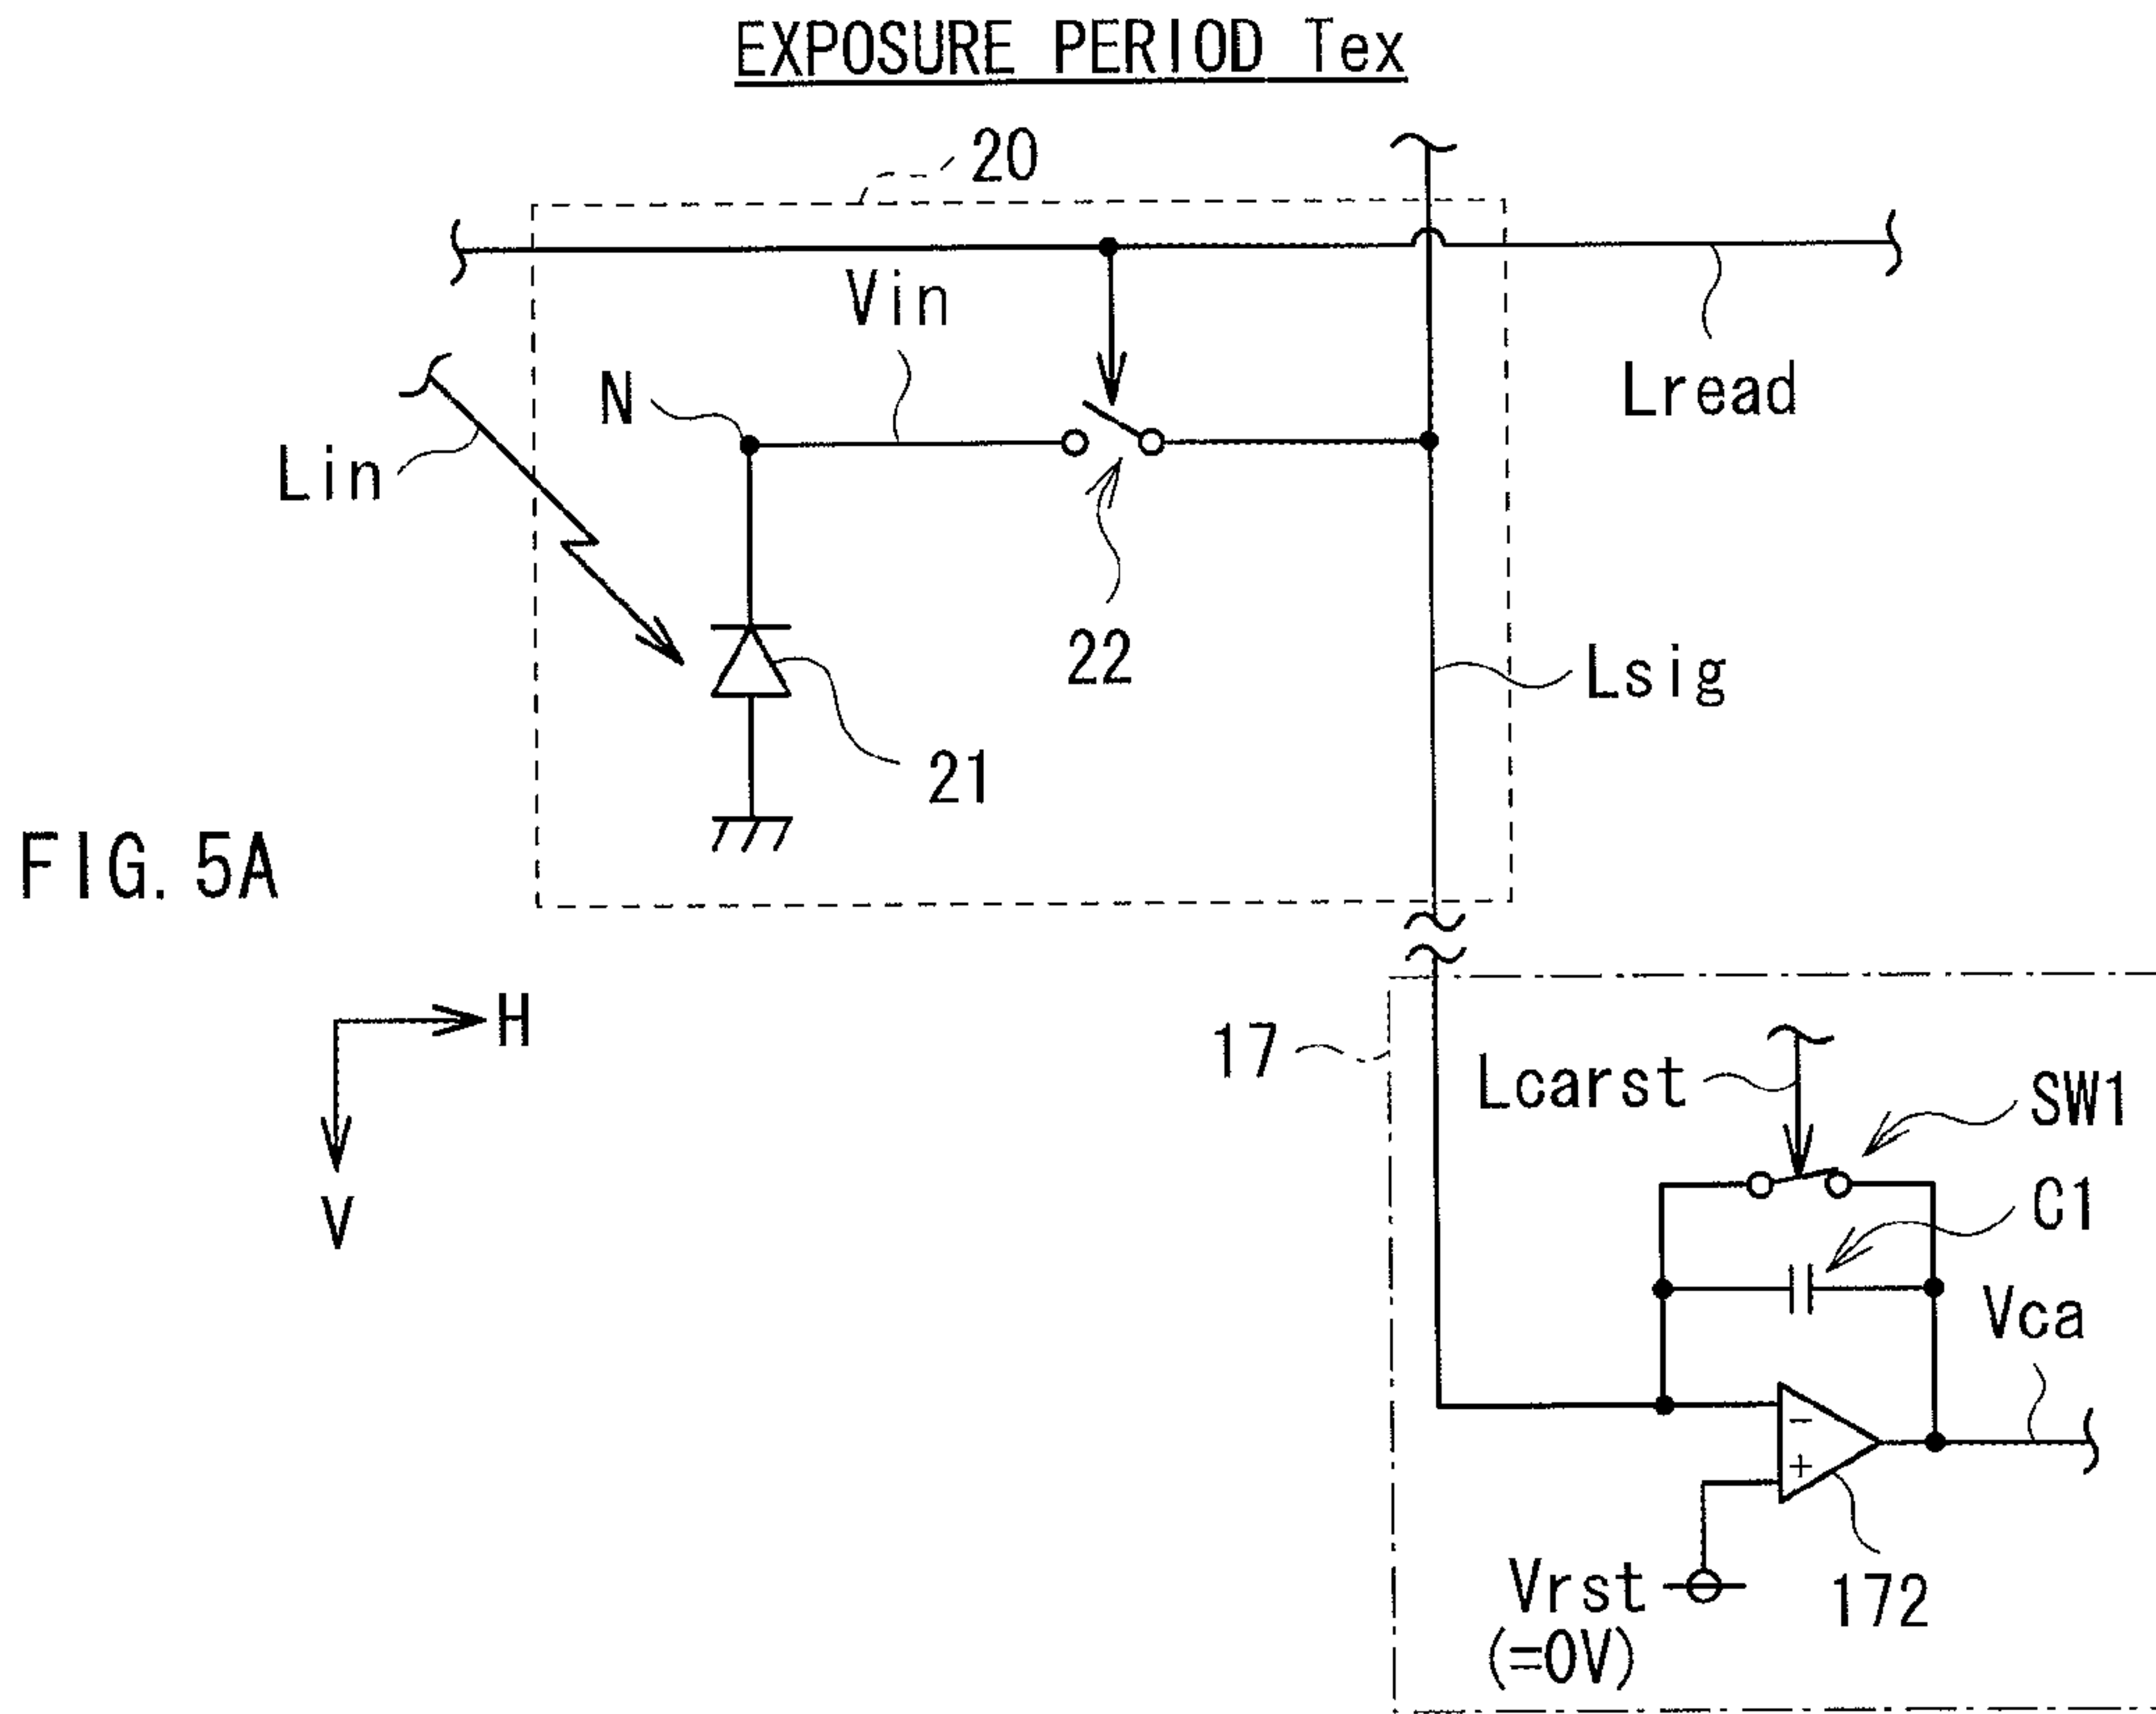 EXPOSURE PERIOD Tex
20
Vin
N
Lread
Lin
22
Lsig
21
FIG. 5A
H
17
Lcarst
SW1
V
C1
Vca
−
+
Vrst
172
(=0V)